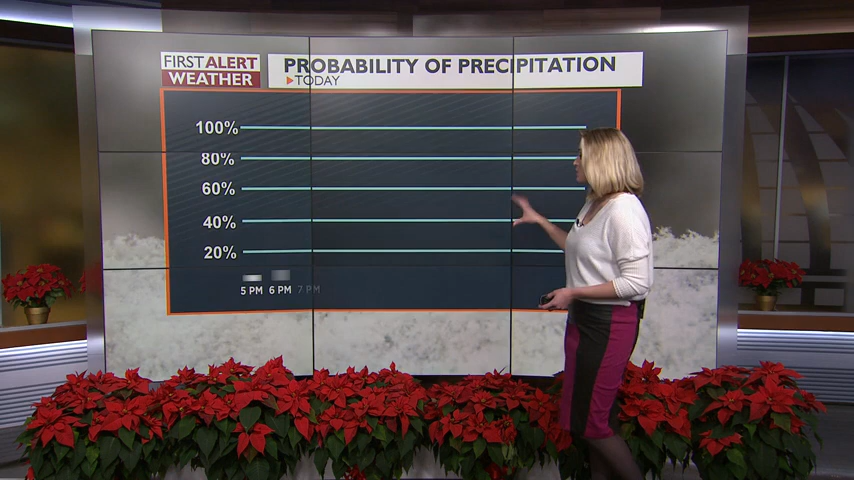 FIRST ALERT
WEATHER
PROBABILITY OF PRECIPITATION
TODAY
100%
80%
60%
40%
20%
5 PM 6 PM 7 PM